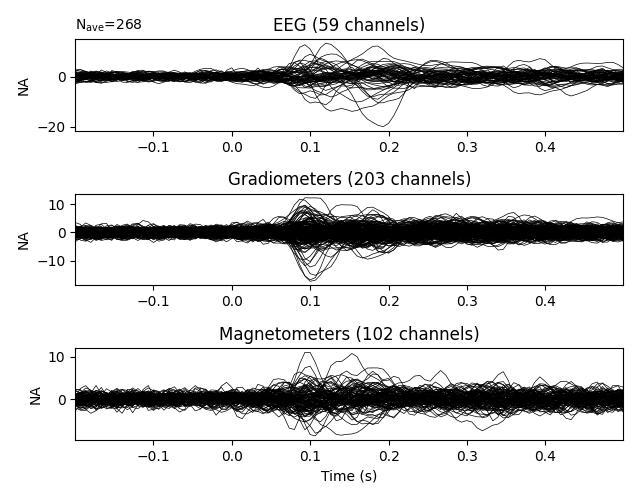 N_ave=268
EEG (59 channels)
NA
0
−20
−0.1 0.0 0.1 0.2 0.3 0.4
Gradiometers (203 channels)
NA
10
0
−10
−0.1 0.0 0.1 0.2 0.3 0.4
Magnetometers (102 channels)
NA
10
0
−0.1 0.0 0.1 0.2 0.3 0.4
Time (s)